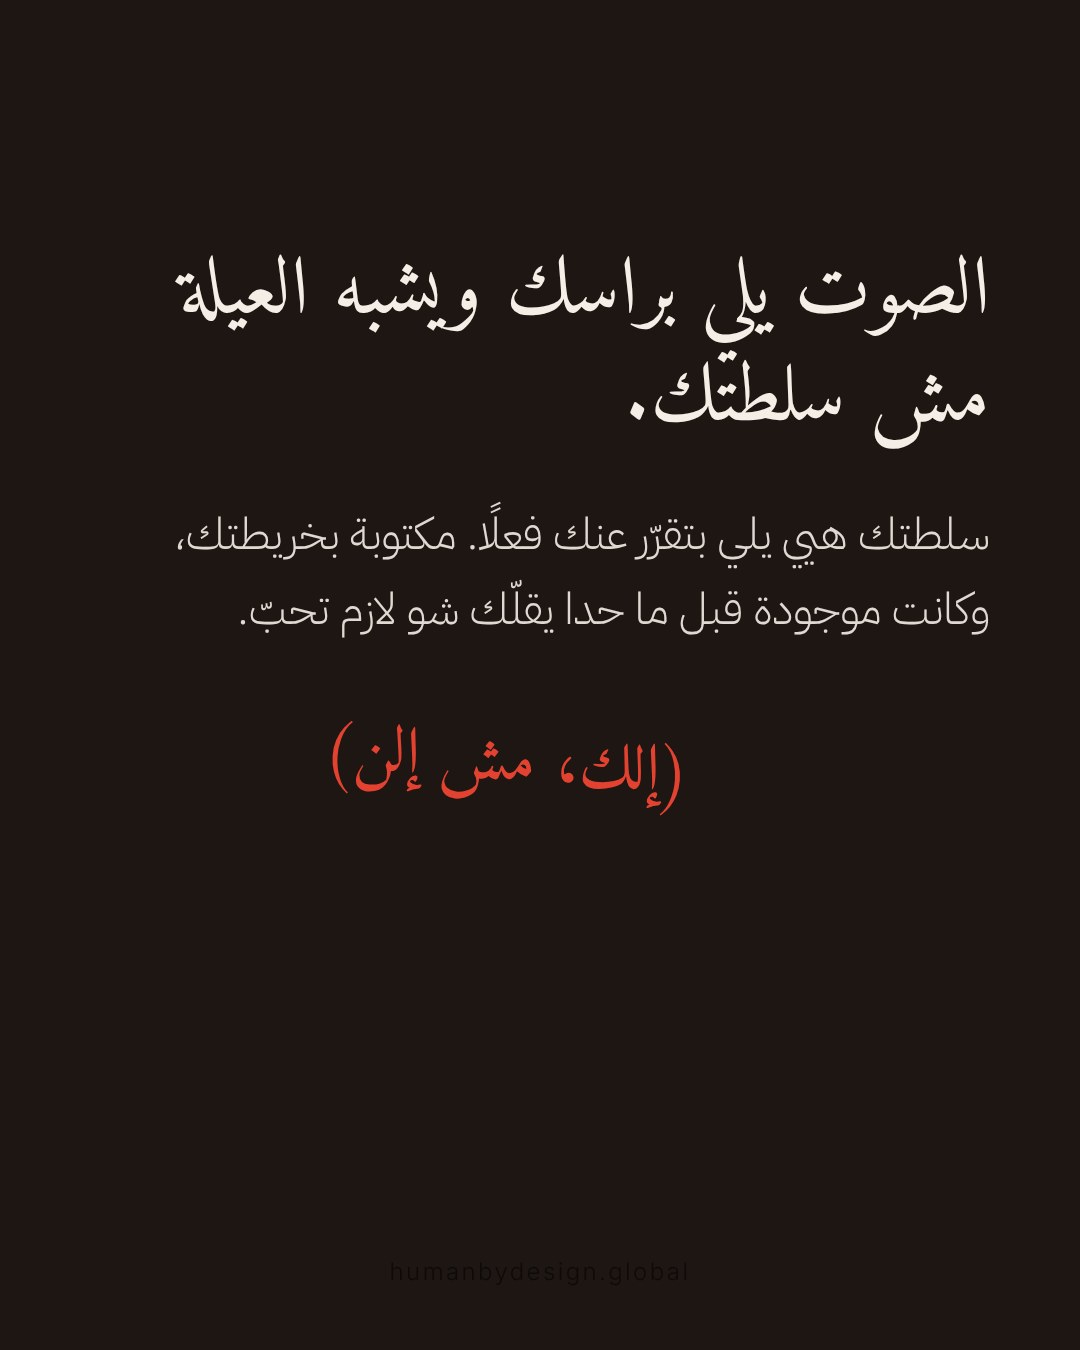 الصوت يلي براسك ويشبه العيلة
مش سلطتك.
سلطتك هيي يلي بتقرّر عنك فعلًا. مكتوبة بخريطتك،
وكانت موجودة قبل ما حدا يقلّك شو لازم تحبّ.
(إلك، مش إلن)
humanbydesign.global